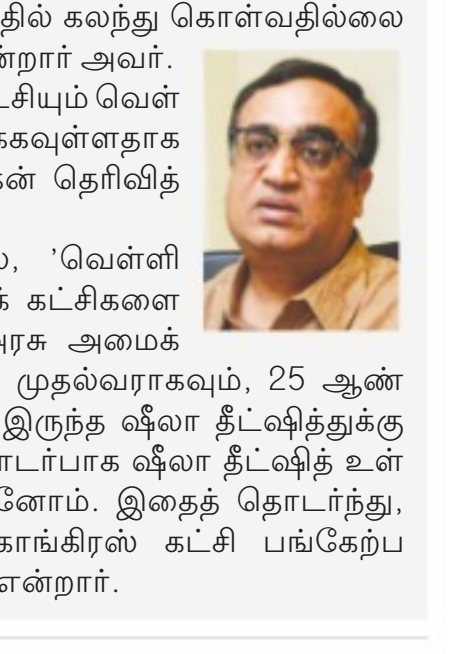 தில் கலந்து கொள்வதில்லை
ன்றார் அவர்.
டசியும் வெள்
க்கவுள்ளதாக
கன் தெரிவித்
'வெள்ளி
க் கட்சிகளை
ரசு அமைக்
முதல்வராகவும், 25 ஆண்
இருந்த ஷீலா தீட்ஷித்துக்கு
டர்பாக ஷீலா தீட்ஷித் உள்
னோம். இதைத் தொடர்ந்து,
காங்கிரஸ் கட்சி பங்கேற்ப
என்றார்.